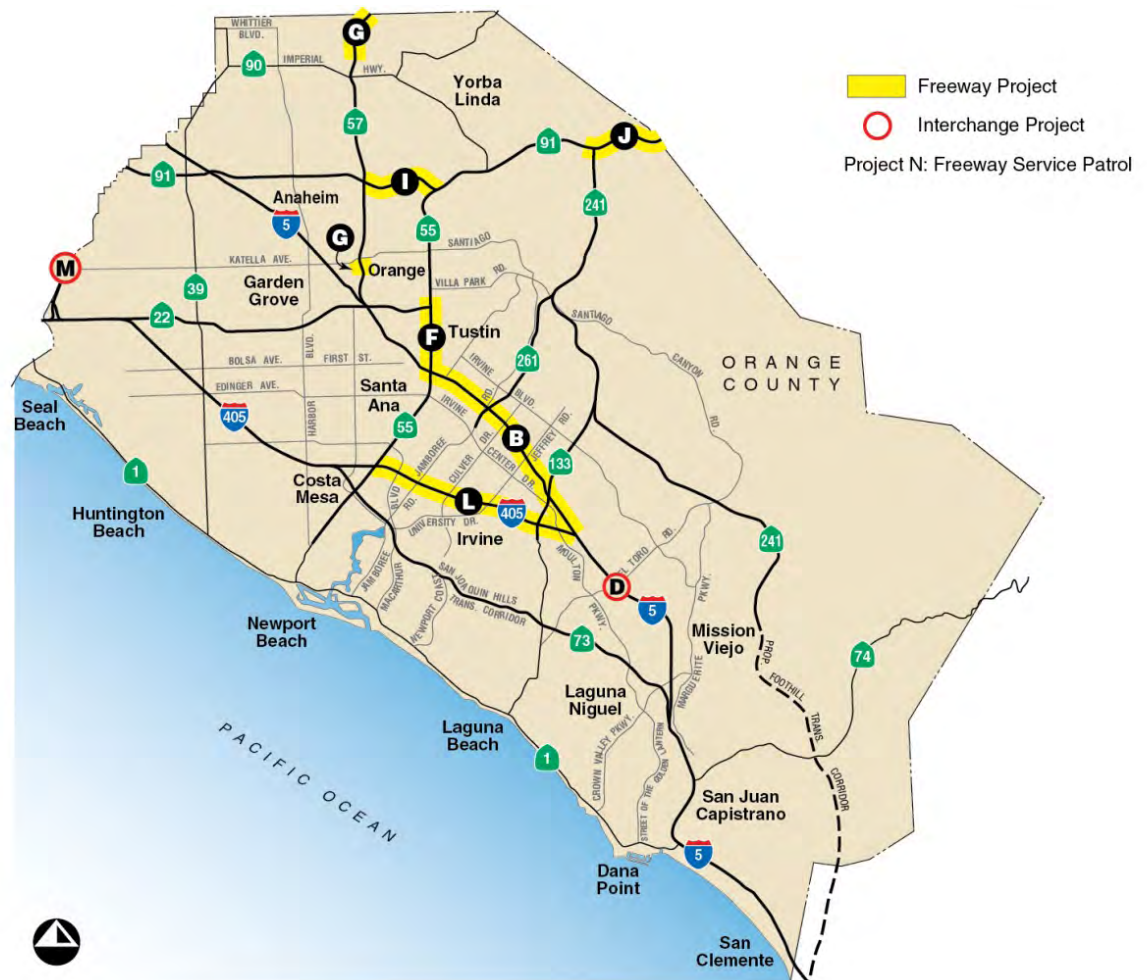 WHITTIER
BLVD.
G
90
IMPERIAL
HWY.
Yorba
Linda
57
91
J
Freeway Project
Interchange Project
Project N: Freeway Service Patrol
91
I
Anaheim
5
55
241
G
SANTIAGO
KATELLA AVE.
Orange
M
39
Garden
Grove
VILLA PARK
RD.
22
F
Tustin
SANTIAGO
CANYON
RD
BLVD.
BOLSA AVE.
FIRST ST.
261
IRVINE
BLVD.
ORANGE
COUNTY
EDINGER AVE.
Santa
Ana
IRVINE
CENTER
DR.
RD.
Seal
Beach
405
HARBOR
55
JAMBOREE
RD.
CULVER
DR.
B
JEFFREY
RD.
133
1
Costa
Mesa
BLVD
L
405
UNIVERSITY DR.
Irvine
Huntington
Beach
MOULTON
PKWY.
EL TORO
RD.
241
JAMBOREE
MACARTHUR
NEWPORT
COAST
SAN JOAQUIN HILLS
TRANS. CORRIDOR
D
5
PKWY.
MARGUERITE
Newport
Beach
73
Mission
Viejo
PROP.
FOOTHILL
TRANS.
CORRIDOR
74
Laguna
Niguel
Laguna
Beach
1
CROWN VALLEY PKWY.
STREET OF THE GOLDEN LANTERN
PACIFIC OCEAN
San Juan
Capistrano
5
Dana
Point
San
Clemente